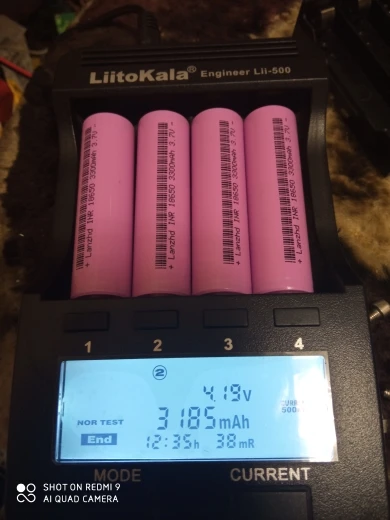 LiitoKala® Engineer Lii-500
+ Lanzhd INR 18650 3300mAh 3.7V -
+ Lanzhd INR 18650 3300mAh 3.7V -
+ Lanzhd INR 18650 3300mAh 3.7V -
+ Lanzhd INR 18650 3300mAh 3.7V -
1 2 3 4
②
4.19V
NOR TEST 3185mAh
End 12:35h 38mR
MODE CURRENT
SHOT ON REDMI 9
AI QUAD CAMERA